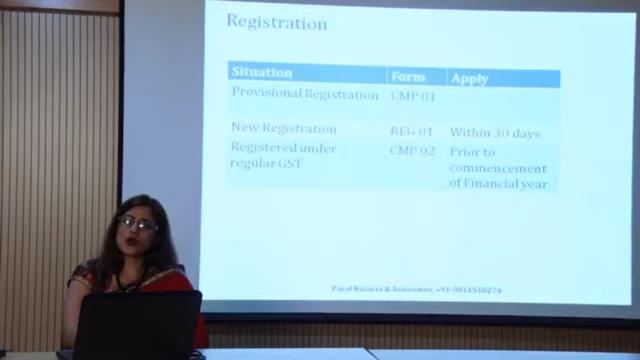 Registration
Situation Form Apply
Provisional Registration CMP 01
New Registration REG 01 Within 30 days
Registered under CMP 02 Prior to
regular GST commencement
of Financial year
Payal Kataria & Associates, +91-9811510274